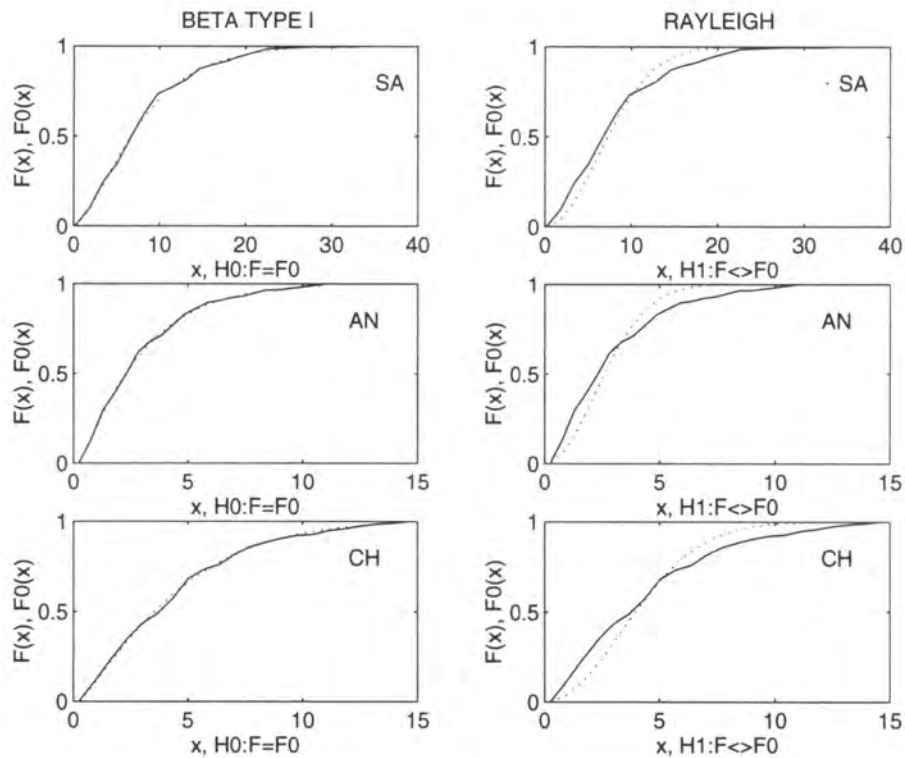 BETA TYPE I
RAYLEIGH
F(x), F0(x)
1
0.5
0
SA
0 10 20 30 40
x, H0:F=F0
F(x), F0(x)
1
0.5
0
SA
0 10 20 30 40
x, H1:F<>F0
F(x), F0(x)
1
0.5
0
AN
0 5 10 15
x, H0:F=F0
F(x), F0(x)
1
0.5
0
AN
0 5 10 15
x, H1:F<>F0
F(x), F0(x)
1
0.5
0
CH
0 5 10 15
x, H0:F=F0
F(x), F0(x)
1
0.5
0
CH
0 5 10 15
x, H1:F<>F0